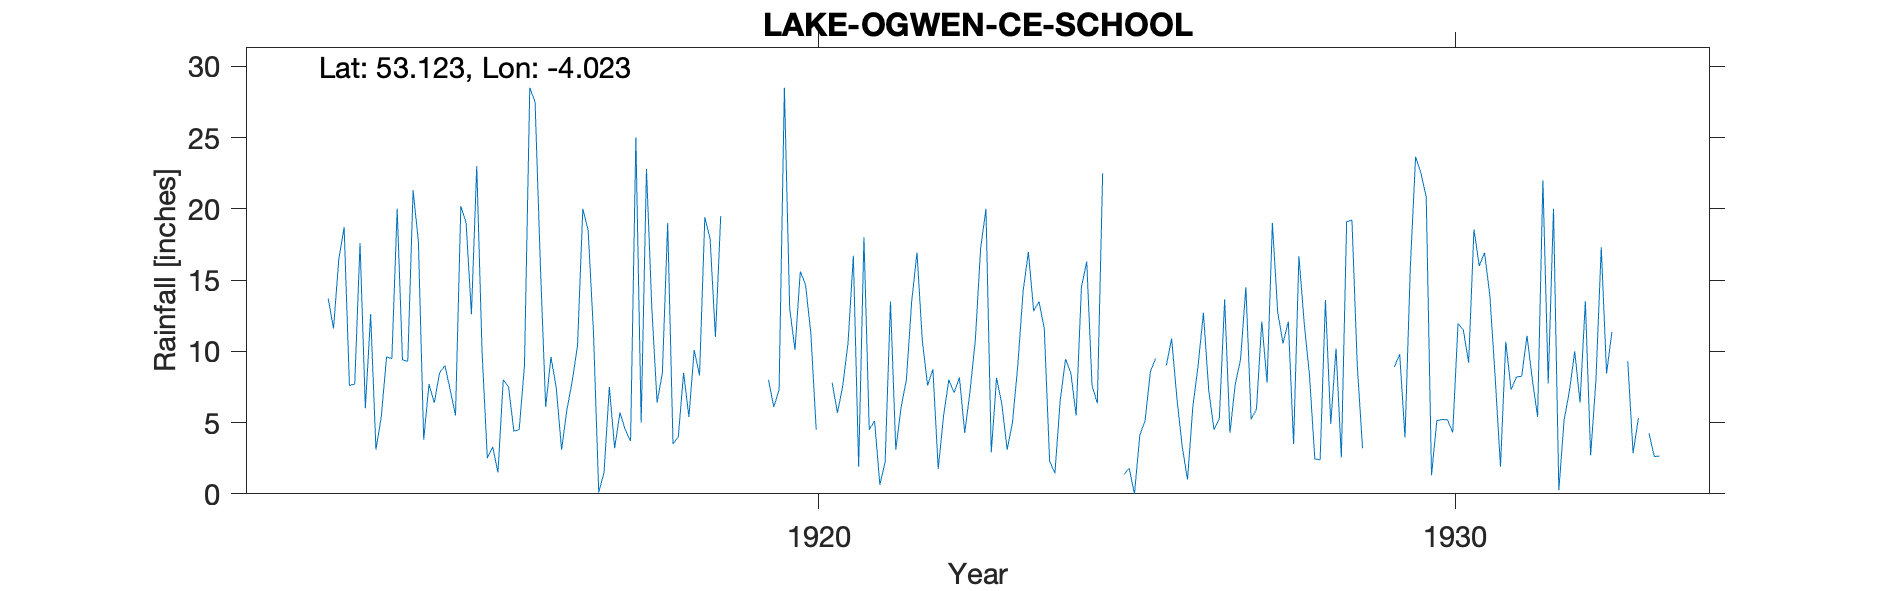 LAKE-OGWEN-CE-SCHOOL
Lat: 53.123, Lon: -4.023
30
25
20
15
10
5
0
Rainfall [inches]
1920 1930
Year